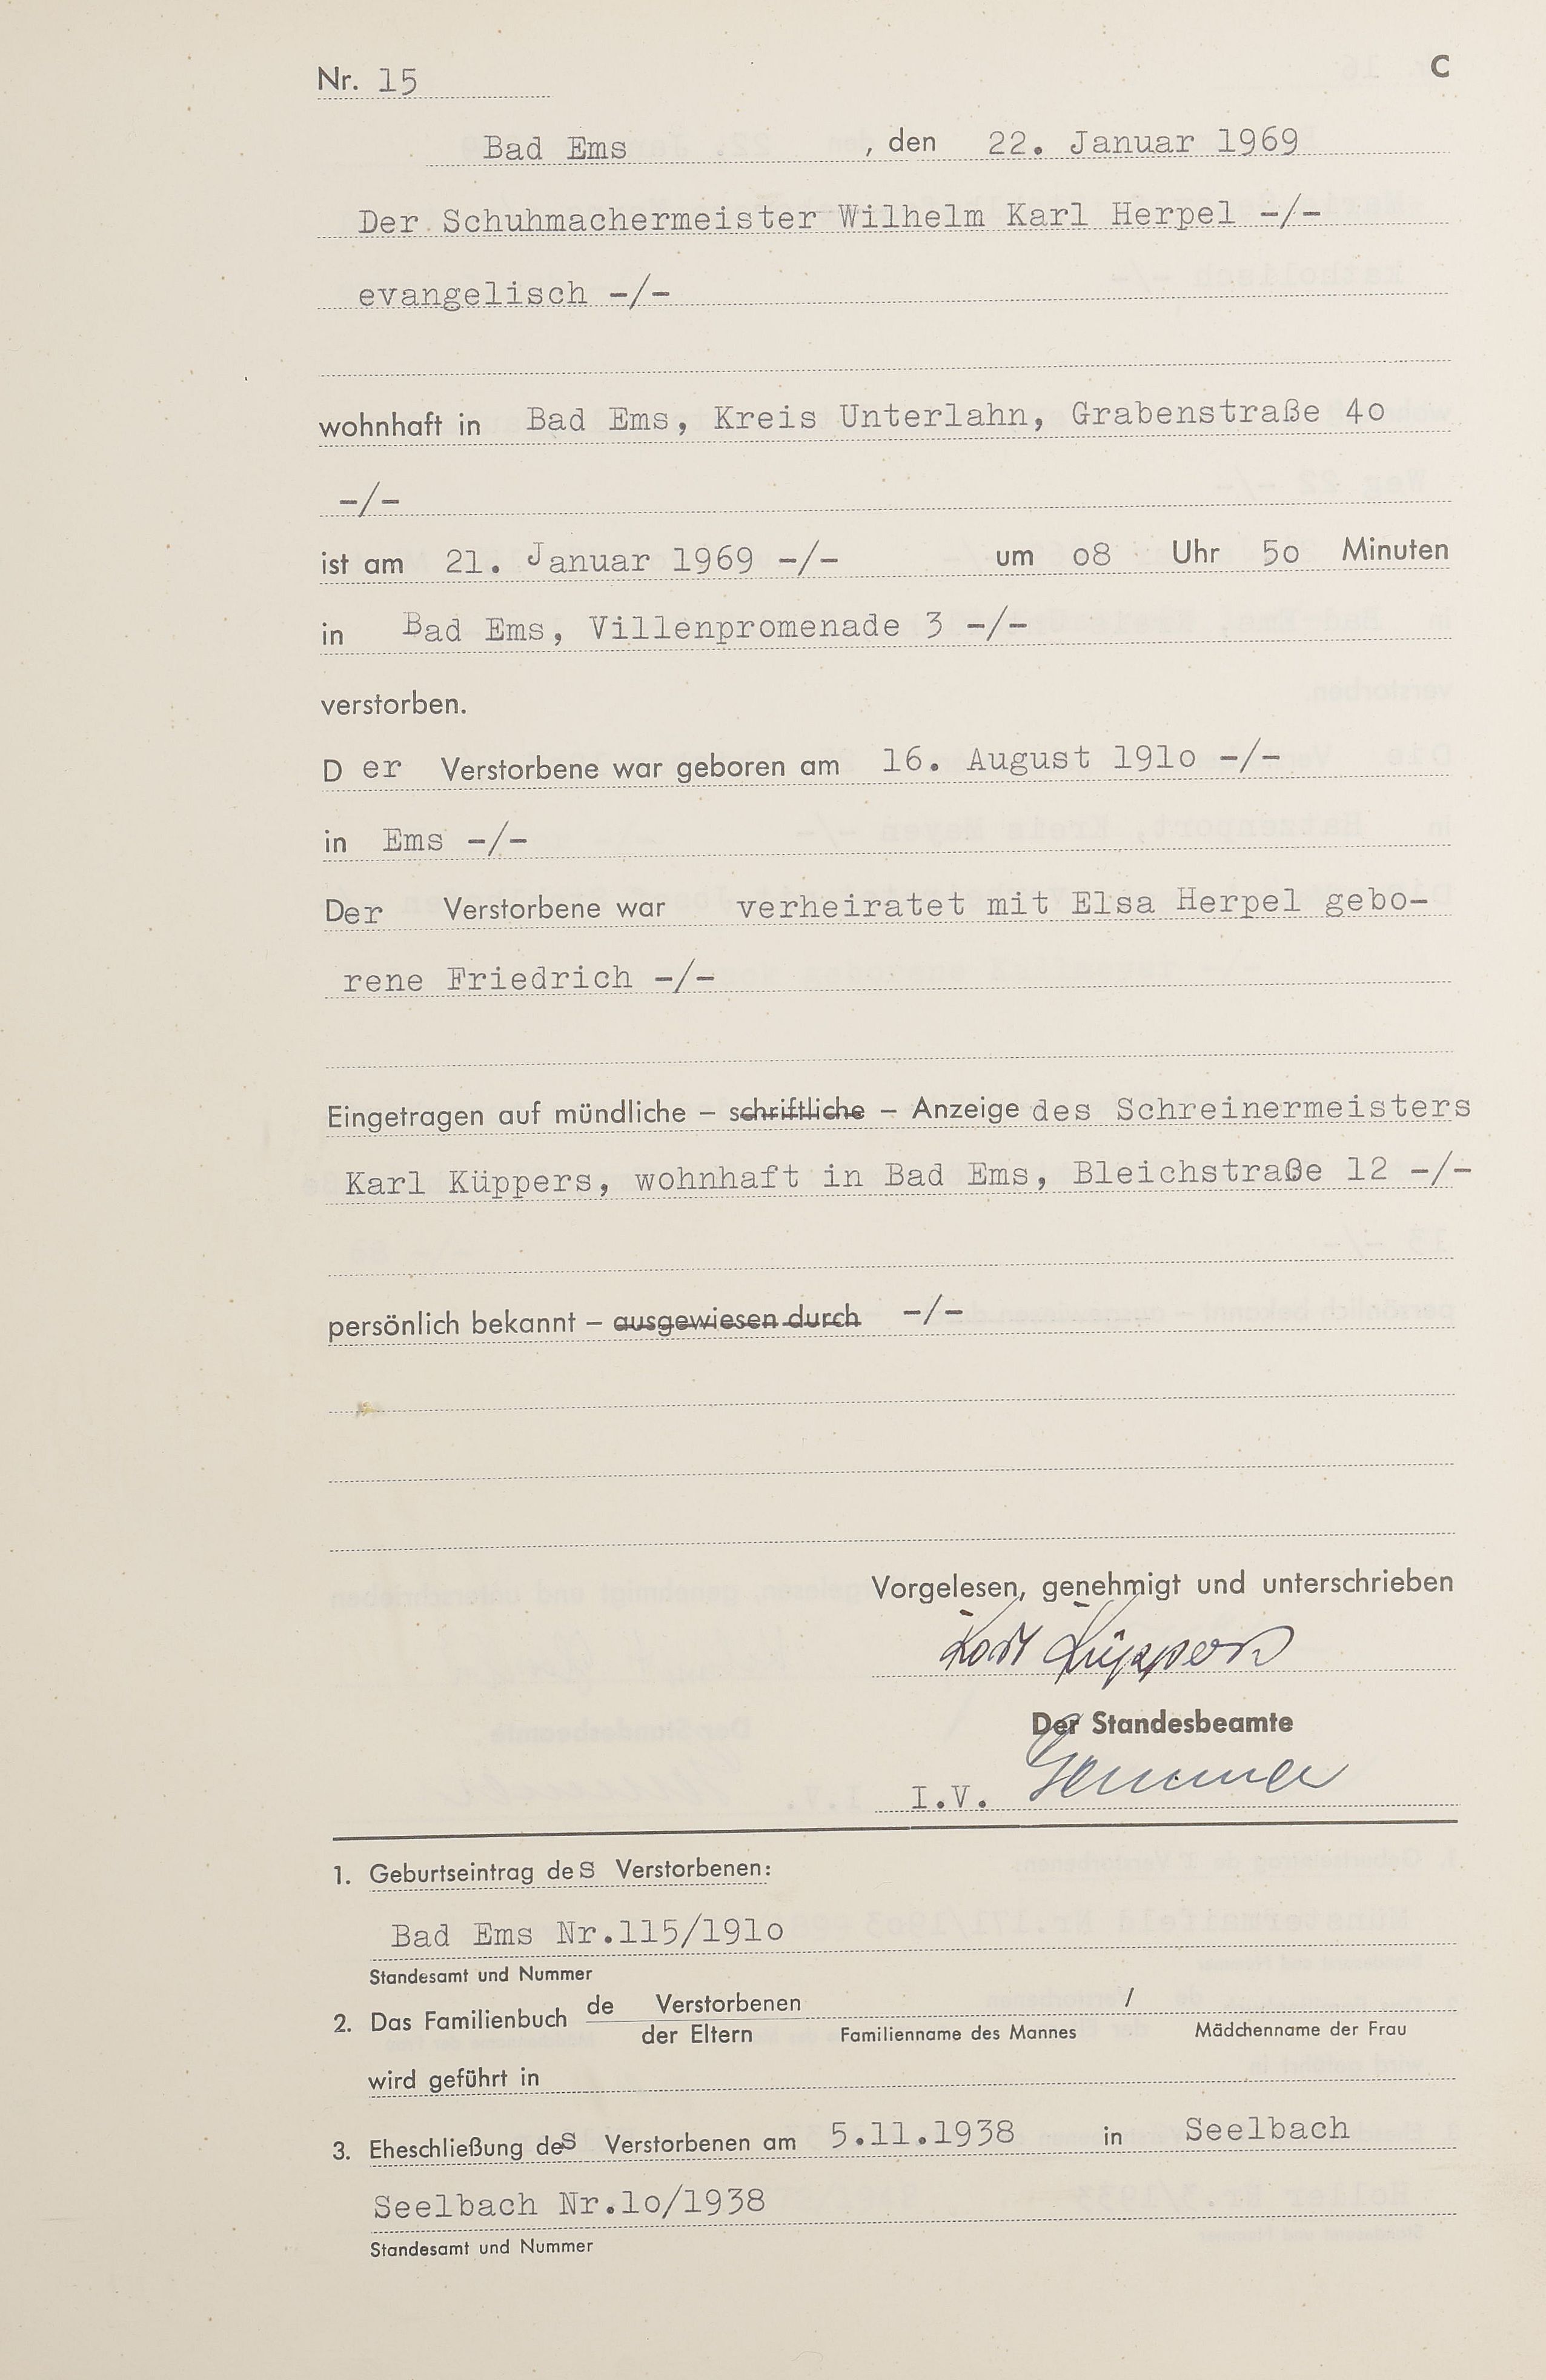 Nr. 15
C
Bad Ems , den 22. Januar 1969
Der Schuhmachermeister Wilhelm Karl Herpel -/-
evangelisch -/-
wohnhaft in Bad Ems, Kreis Unterlahn, Grabenstraße 4o
-/-
ist am 21. Januar 1969 -/- um o8 Uhr 5o Minuten
in Bad Ems, Villenpromenade 3 -/-
verstorben.
D er Verstorbene war geboren am 16. August 191o -/-
in Ems -/-
Der Verstorbene war verheiratet mit Elsa Herpel gebo-
rene Friedrich -/-
Eingetragen auf mündliche – schriftliche – Anzeige des Schreinermeisters
Karl Küppers, wohnhaft in Bad Ems, Bleichstraße 12 -/-
persönlich bekannt – ausgewiesen durch -/-
Vorgelesen, genehmigt und unterschrieben
Karl Küppers
Der Standesbeamte
I.V.
1. Geburtseintrag des Verstorbenen:
Bad Ems Nr.115/191o
Standesamt und Nummer
2. Das Familienbuch de Verstorbenen /
der Eltern Familienname des Mannes Mädchenname der Frau
wird geführt in
3. Eheschließung des Verstorbenen am 5.11.1938 in Seelbach
Seelbach Nr.1o/1938
Standesamt und Nummer